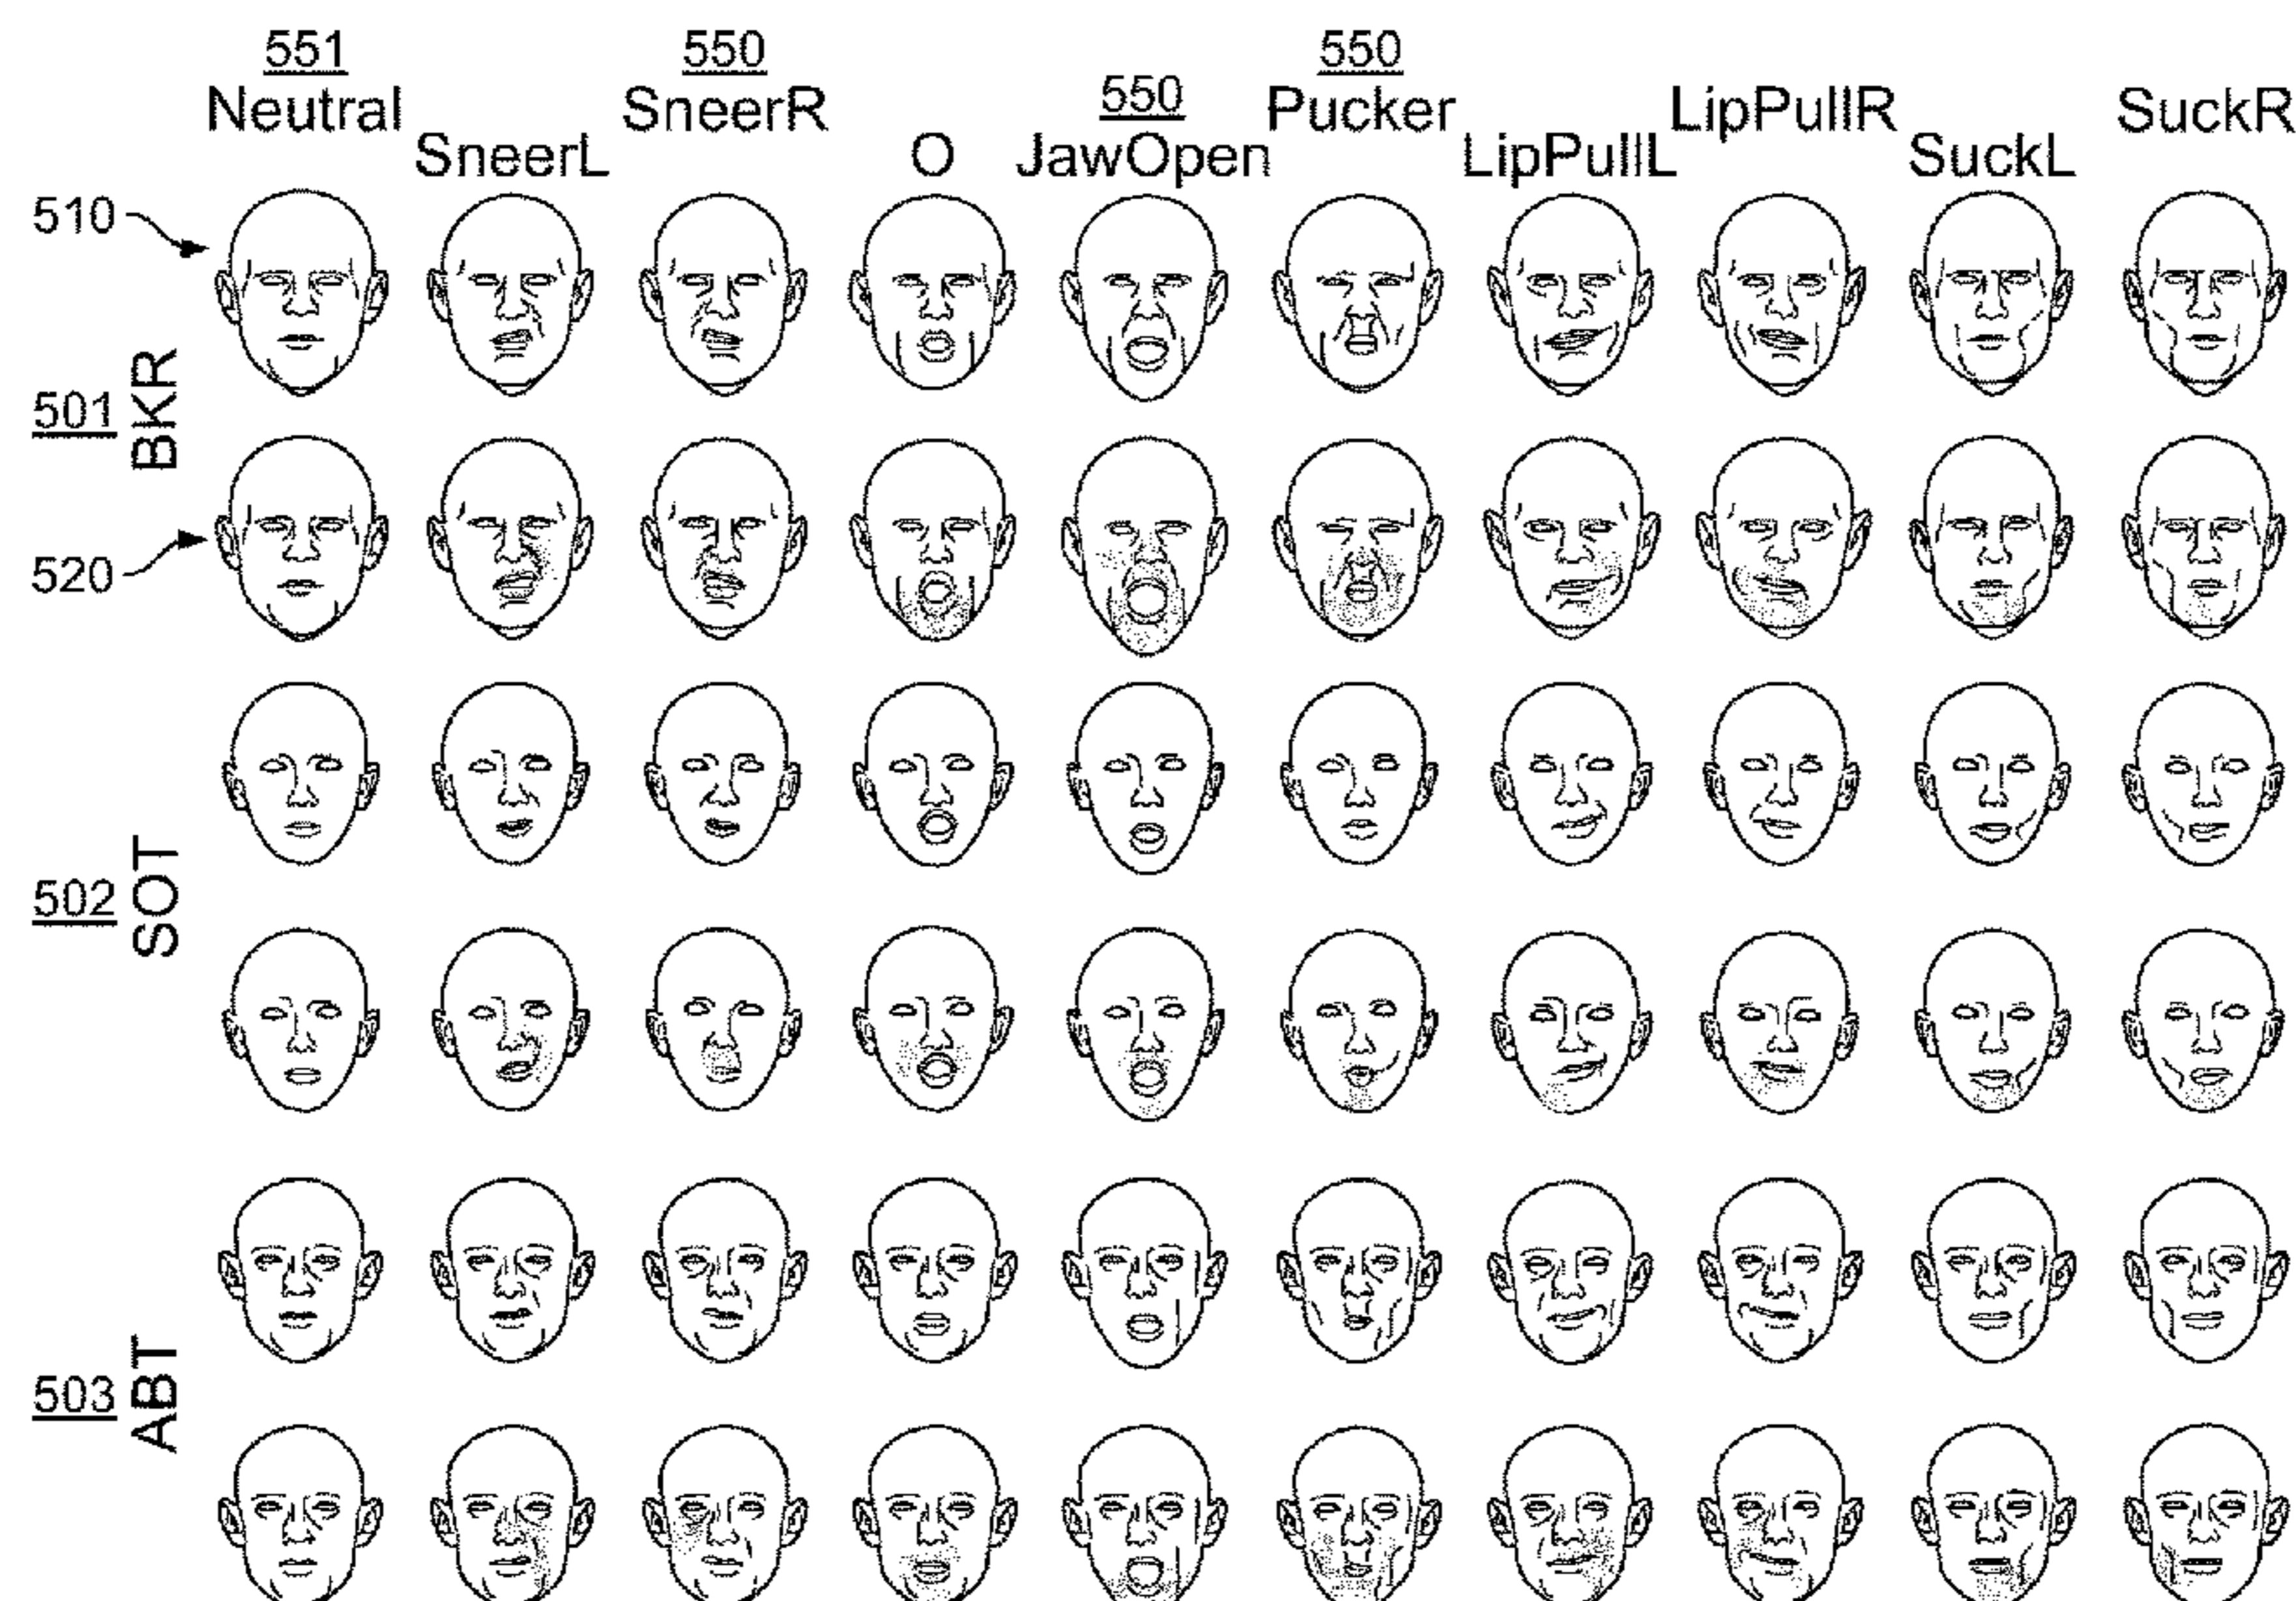 551
550
550
550
Neutral
SneerL
SneerR
O
JawOpen
Pucker
LipPullL
LipPullR
SuckL
SuckR
510
501
BKR
520
502
SOT
503
ABT